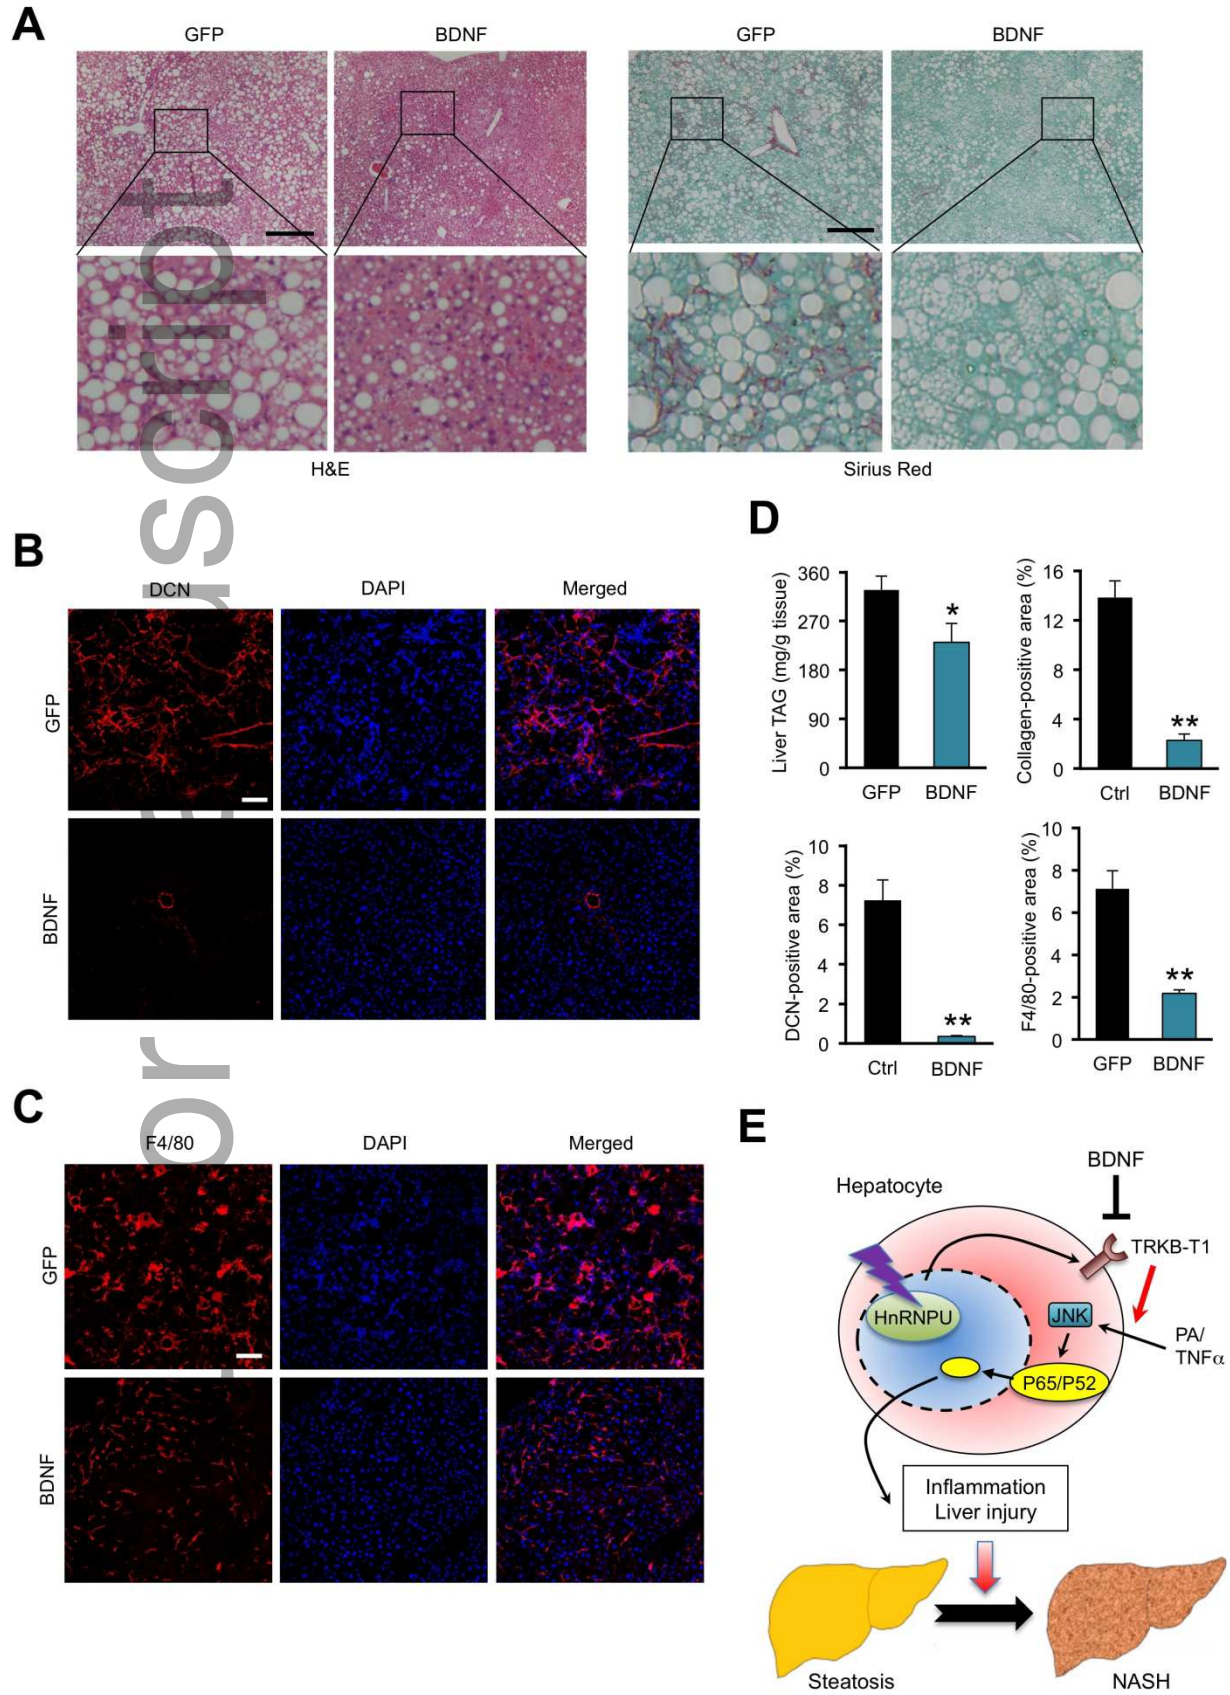 A
GFP
BDNF
GFP
BDNF
H&E
Sirius Red
B
DCN
DAPI
Merged
GFP
BDNF
C
F4/80
DAPI
Merged
GFP
BDNF
D
Liver TAG (mg/g tissue)
360
270
180
90
0
*
GFP
BDNF
Collagen-positive area (%)
16
12
8
4
0
**
Ctrl
BDNF
DCN-positive area (%)
10
8
6
4
2
0
**
Ctrl
BDNF
F4/80-positive area (%)
10
8
6
4
2
0
**
GFP
BDNF
E
BDNF
Hepatocyte
TRKB-T1
HnRNPU
JNK
PA/
TNFα
P65/P52
Inflammation
Liver injury
Steatosis
NASH